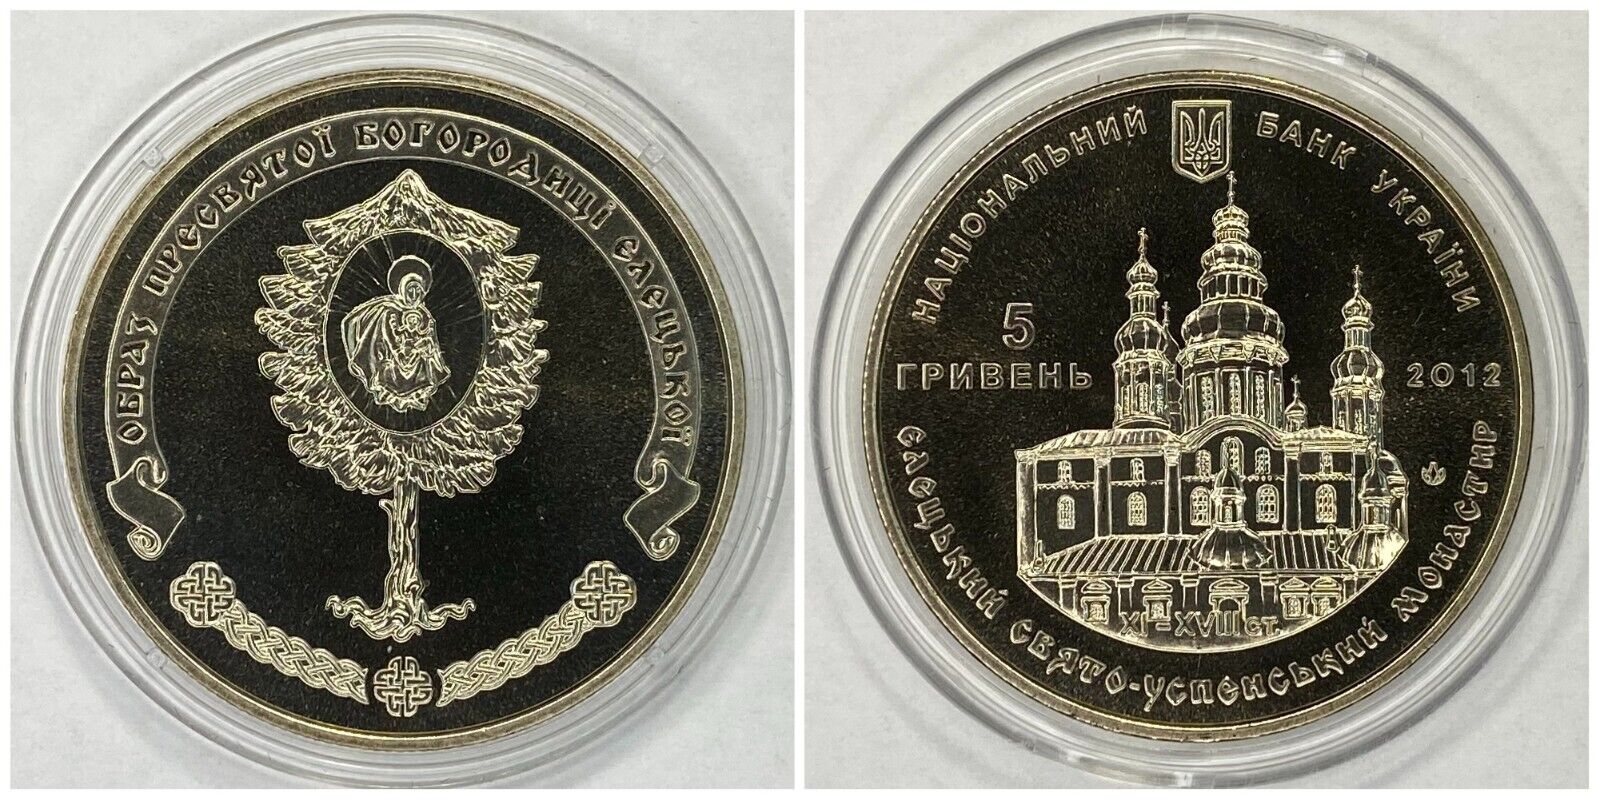 ОБРАЗ ПРЕСВЯТОЇ БОГОРОДИЦІ ЄЛЕЦЬКОЇ
НАЦІОНАЛЬНИЙ БАНК УКРАЇНИ
5
ГРИВЕНЬ
2012
XI-XVIII СТ.
ЄЛЕЦЬКИЙ СВЯТО-УСПЕНСЬКИЙ МОНАСТИР